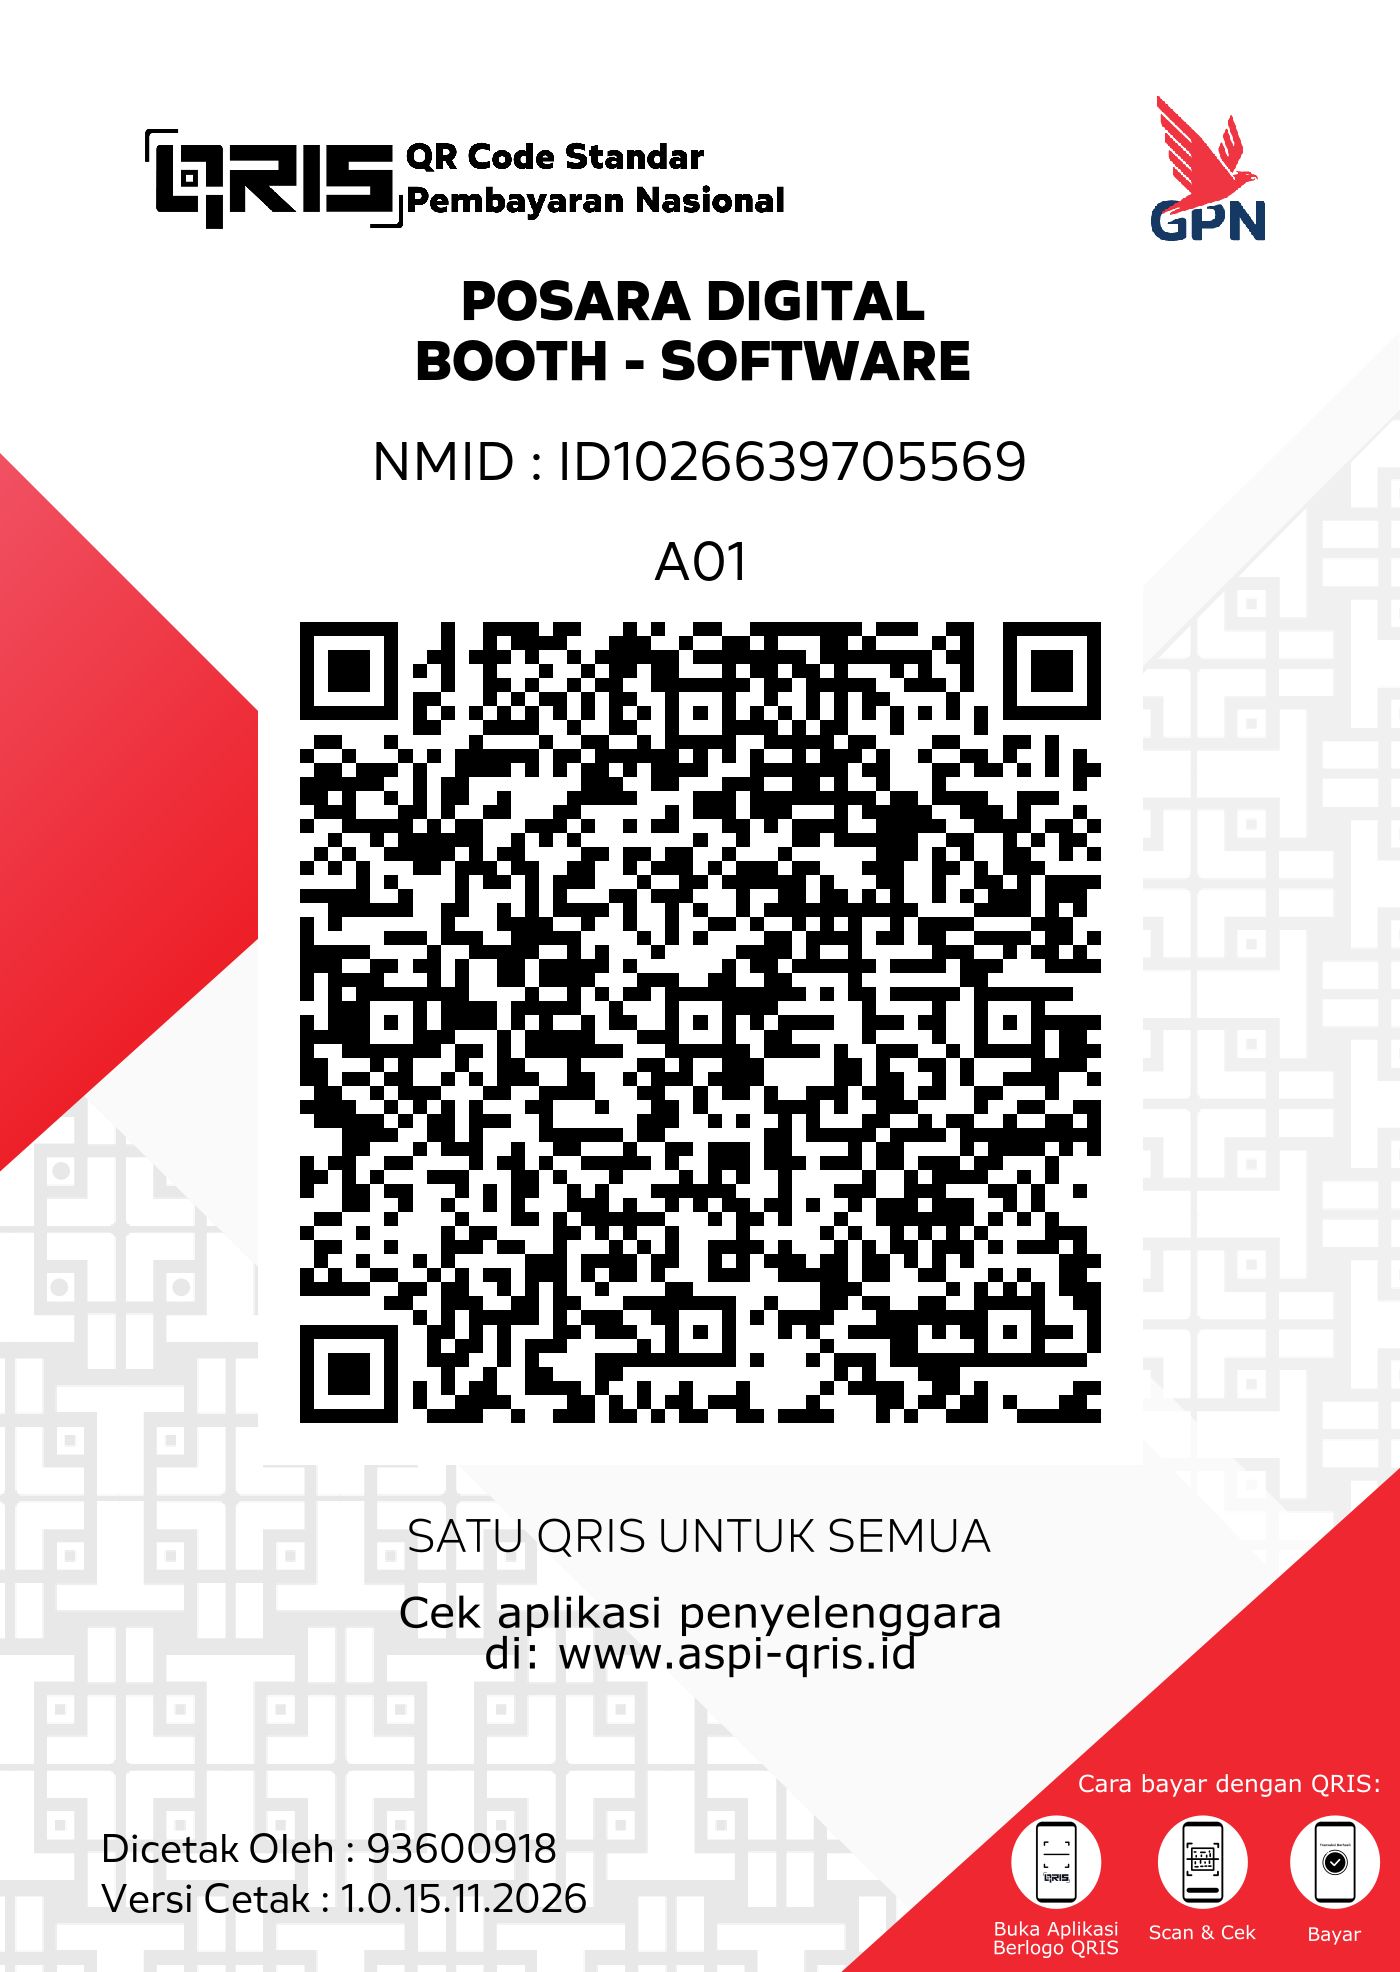 QRIS QR Code Standar
Pembayaran Nasional
GPN
POSARA DIGITAL
BOOTH - SOFTWARE
NMID : ID1026639705569
A01
SATU QRIS UNTUK SEMUA
Cek aplikasi penyelenggara
di: www.aspi-qris.id
Dicetak Oleh : 93600918
Versi Cetak : 1.0.15.11.2026
Cara bayar dengan QRIS:
QRIS
Buka Aplikasi
Berlogo QRIS
Scan & Cek
Bayar